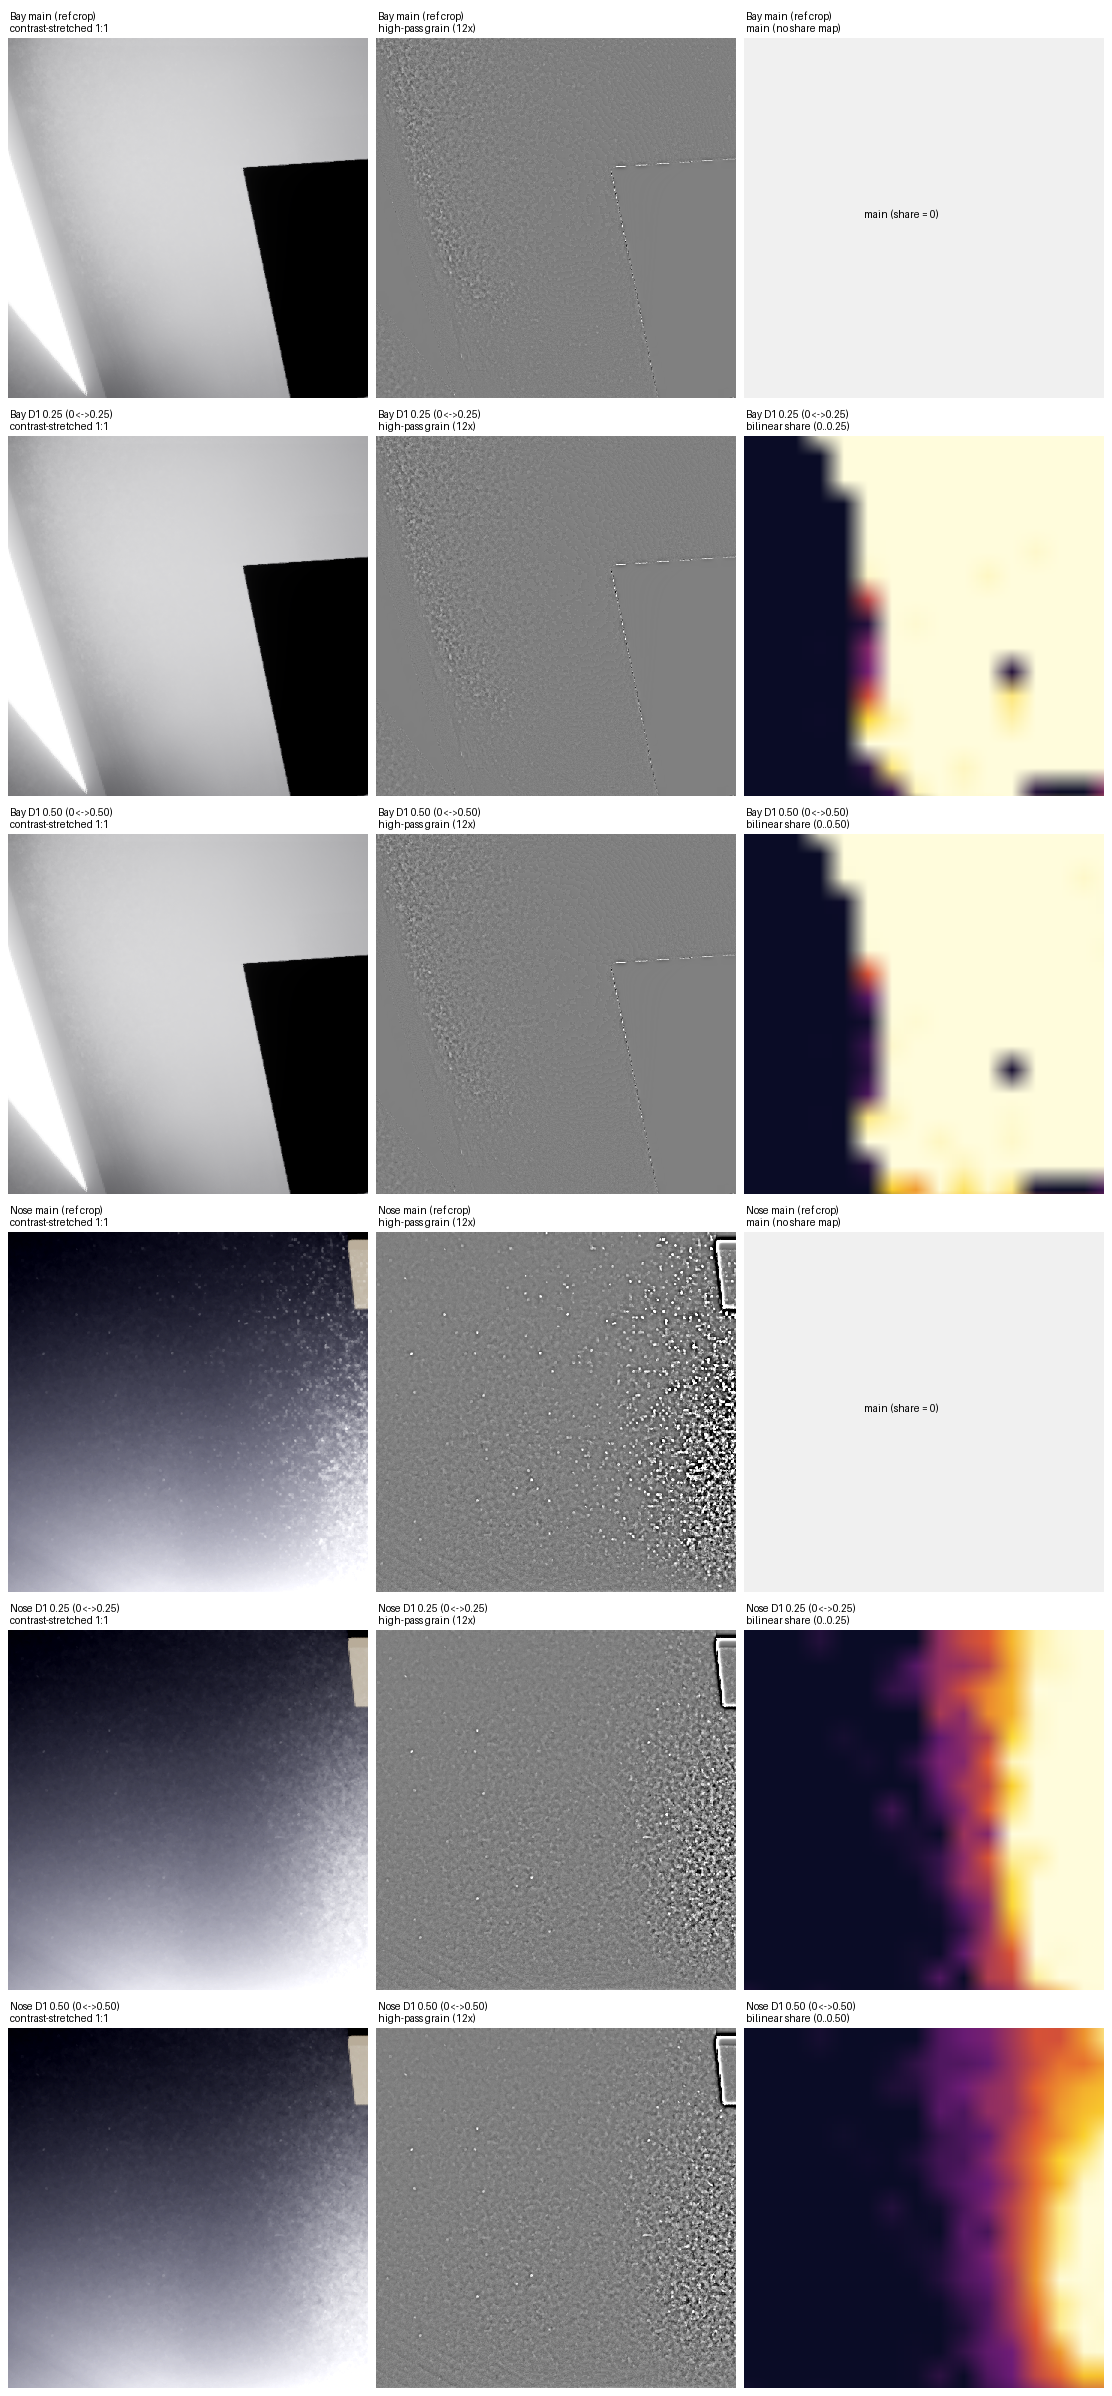 Bay main (ref crop)
contrast-stretched 1:1
Bay main (ref crop)
high-pass grain (12x)
Bay main (ref crop)
main (no share map)
main (share = 0)
Bay D1 0.25 (0<->0.25)
contrast-stretched 1:1
Bay D1 0.25 (0<->0.25)
high-pass grain (12x)
Bay D1 0.25 (0<->0.25)
bilinear share (0..0.25)
Bay D1 0.50 (0<->0.50)
contrast-stretched 1:1
Bay D1 0.50 (0<->0.50)
high-pass grain (12x)
Bay D1 0.50 (0<->0.50)
bilinear share (0..0.50)
Nose main (ref crop)
contrast-stretched 1:1
Nose main (ref crop)
high-pass grain (12x)
Nose main (ref crop)
main (no share map)
main (share = 0)
Nose D1 0.25 (0<->0.25)
contrast-stretched 1:1
Nose D1 0.25 (0<->0.25)
high-pass grain (12x)
Nose D1 0.25 (0<->0.25)
bilinear share (0..0.25)
Nose D1 0.50 (0<->0.50)
contrast-stretched 1:1
Nose D1 0.50 (0<->0.50)
high-pass grain (12x)
Nose D1 0.50 (0<->0.50)
bilinear share (0..0.50)